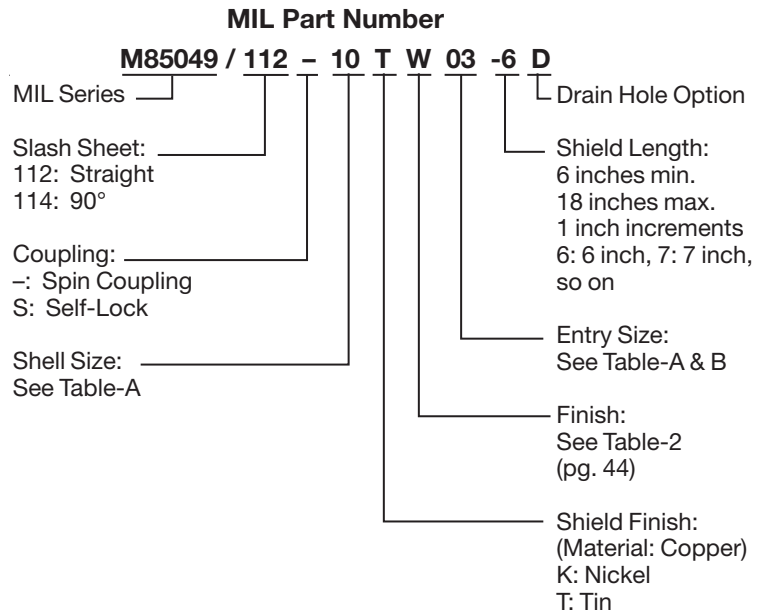 MIL Part Number
M85049 / 112 – 10 T W 03 -6 D
MIL Series
Slash Sheet:
112: Straight
114: 90°
Coupling:
–: Spin Coupling
S: Self-Lock
Shell Size:
See Table-A
Drain Hole Option
Shield Length:
6 inches min.
18 inches max.
1 inch increments
6: 6 inch, 7: 7 inch,
so on
Entry Size:
See Table-A & B
Finish:
See Table-2
(pg. 44)
Shield Finish:
(Material: Copper)
K: Nickel
T: Tin